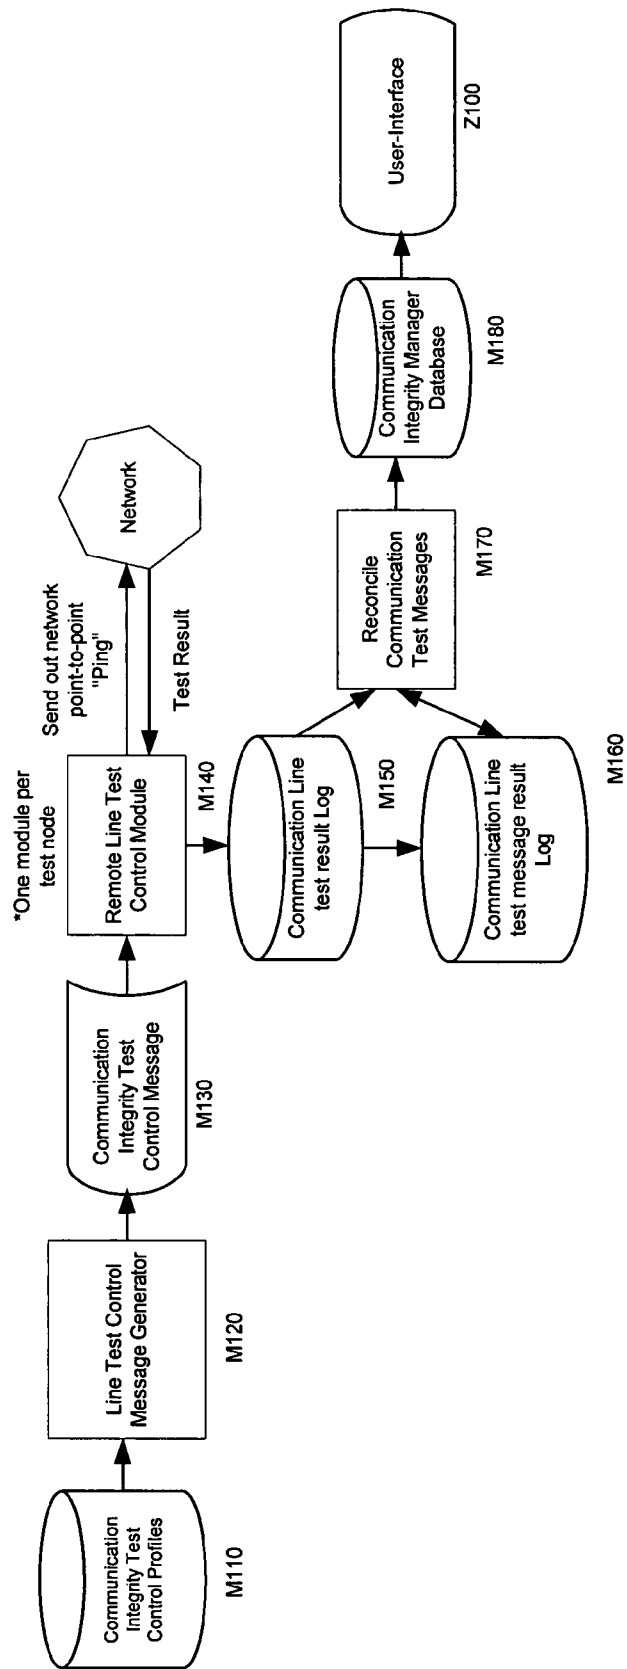 Communication
Integrity Test
Control Profiles
M110
Line Test Control
Message Generator
M120
Communication
Integrity Test
Control Message
M130
*One module per
test node
Remote Line Test
Control Module
M140
Send out network
point-to-point
"Ping"
Test Result
Network
Communication Line
test result Log
M150
Communication Line
test message result
Log
M160
Reconcile
Communication
Test Messages
M170
Communication
Integrity Manager
Database
M180
User-Interface
Z100